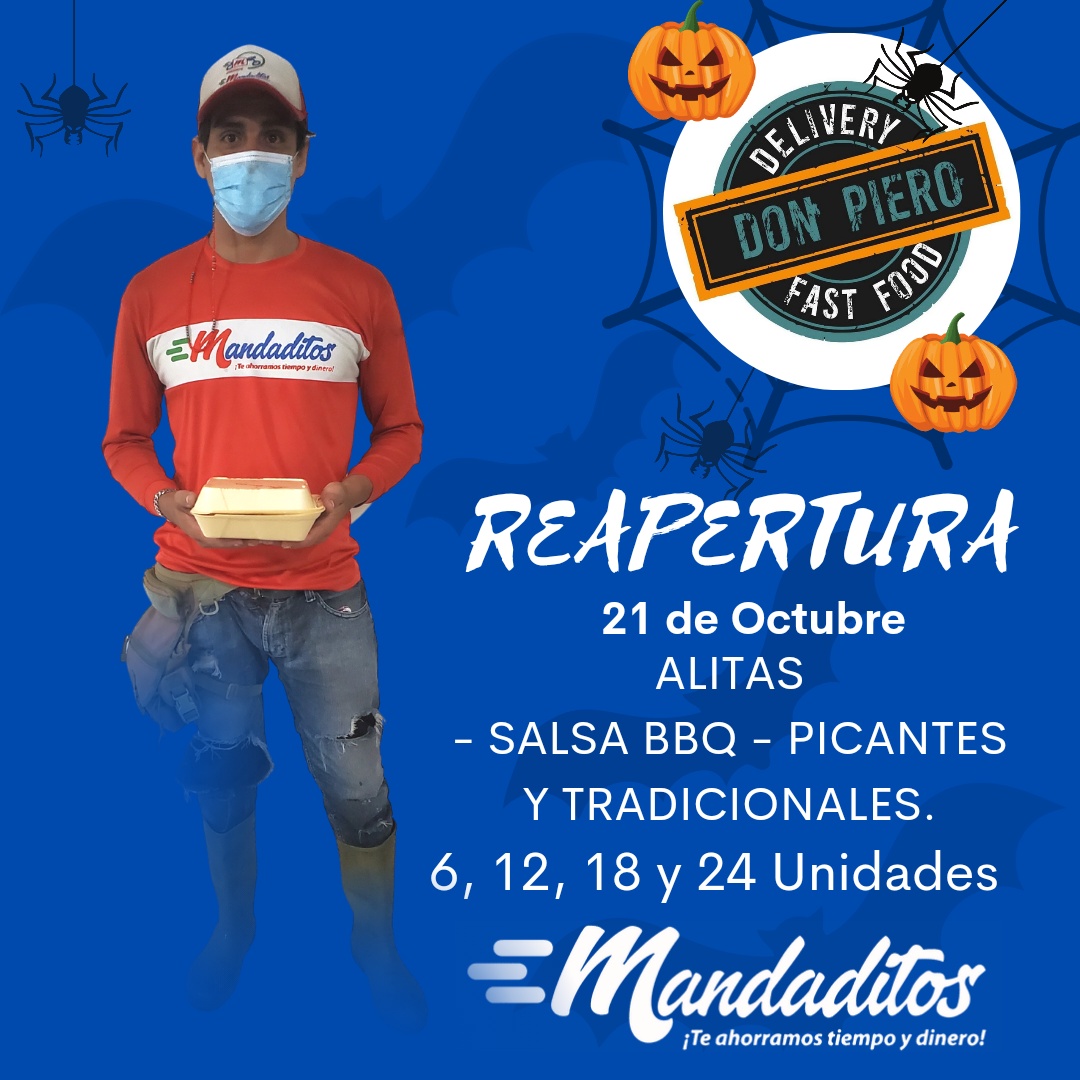 Mandaditos
DELIVERY
DON PIERO
FAST FOOD
Mandaditos
¡Te ahorramos tiempo y dinero!
REAPERTURA
21 de Octubre
ALITAS
- SALSA BBQ - PICANTES
Y TRADICIONALES.
6, 12, 18 y 24 Unidades
Mandaditos
¡Te ahorramos tiempo y dinero!